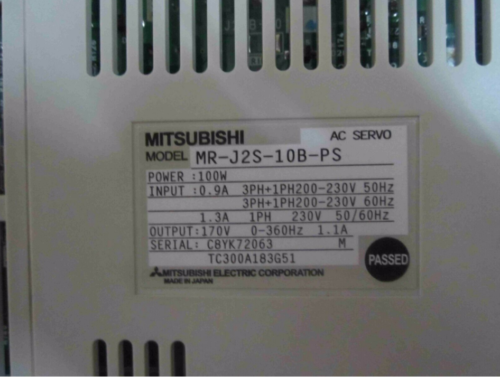 MITSUBISHI AC SERVO
MODEL MR-J2S-10B-PS
POWER :100W
INPUT :0.9A 3PH+1PH200-230V 50Hz
3PH+1PH200-230V 60Hz
1.3A 1PH 230V 50/60Hz
OUTPUT:170V 0-360Hz 1.1A
SERIAL: C8YK72063 M
TC300A183G51
PASSED
MITSUBISHI ELECTRIC CORPORATION
MADE IN JAPAN